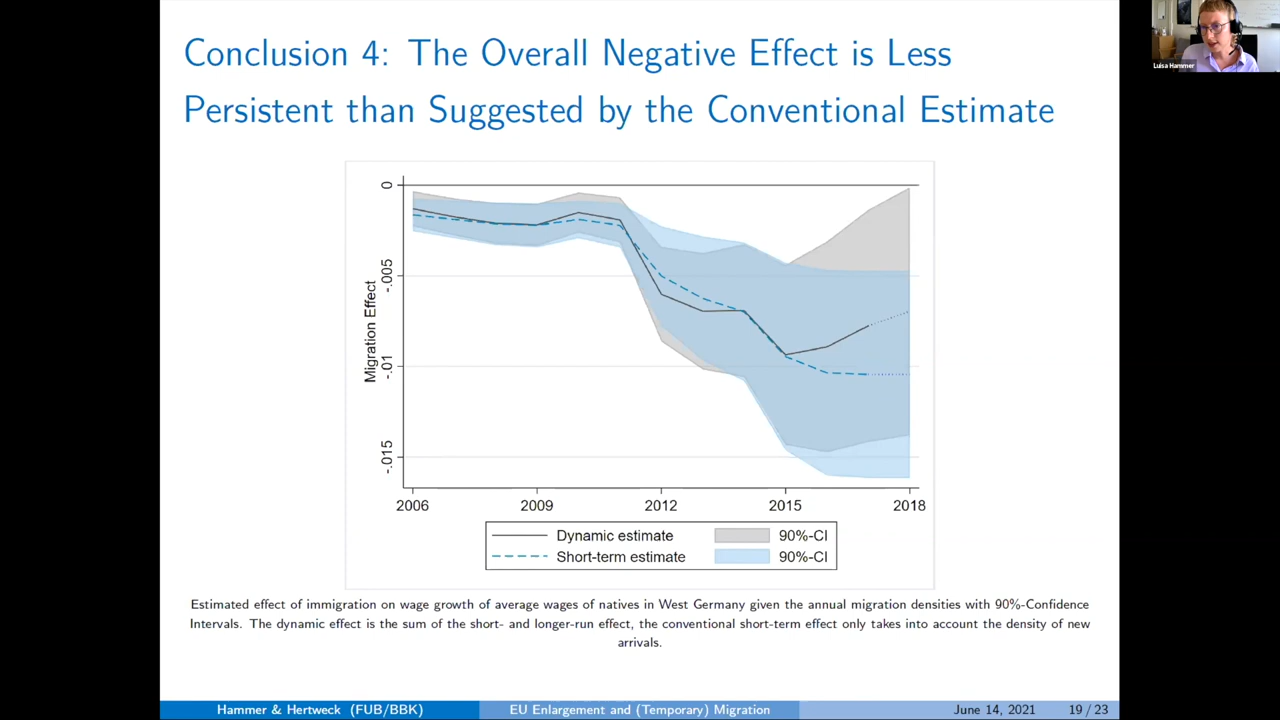 Conclusion 4: The Overall Negative Effect is Less
Persistent than Suggested by the Conventional Estimate
Luisa Hammer
0
-.005
-.01
-.015
Migration Effect
2006 2009 2012 2015 2018
Dynamic estimate 90%-CI
Short-term estimate 90%-CI
Estimated effect of immigration on wage growth of average wages of natives in West Germany given the annual migration densities with 90%-Confidence
Intervals. The dynamic effect is the sum of the short- and longer-run effect, the conventional short-term effect only takes into account the density of new
arrivals.
Hammer & Hertweck (FUB/BBK) EU Enlargement and (Temporary) Migration June 14, 2021 19 / 23